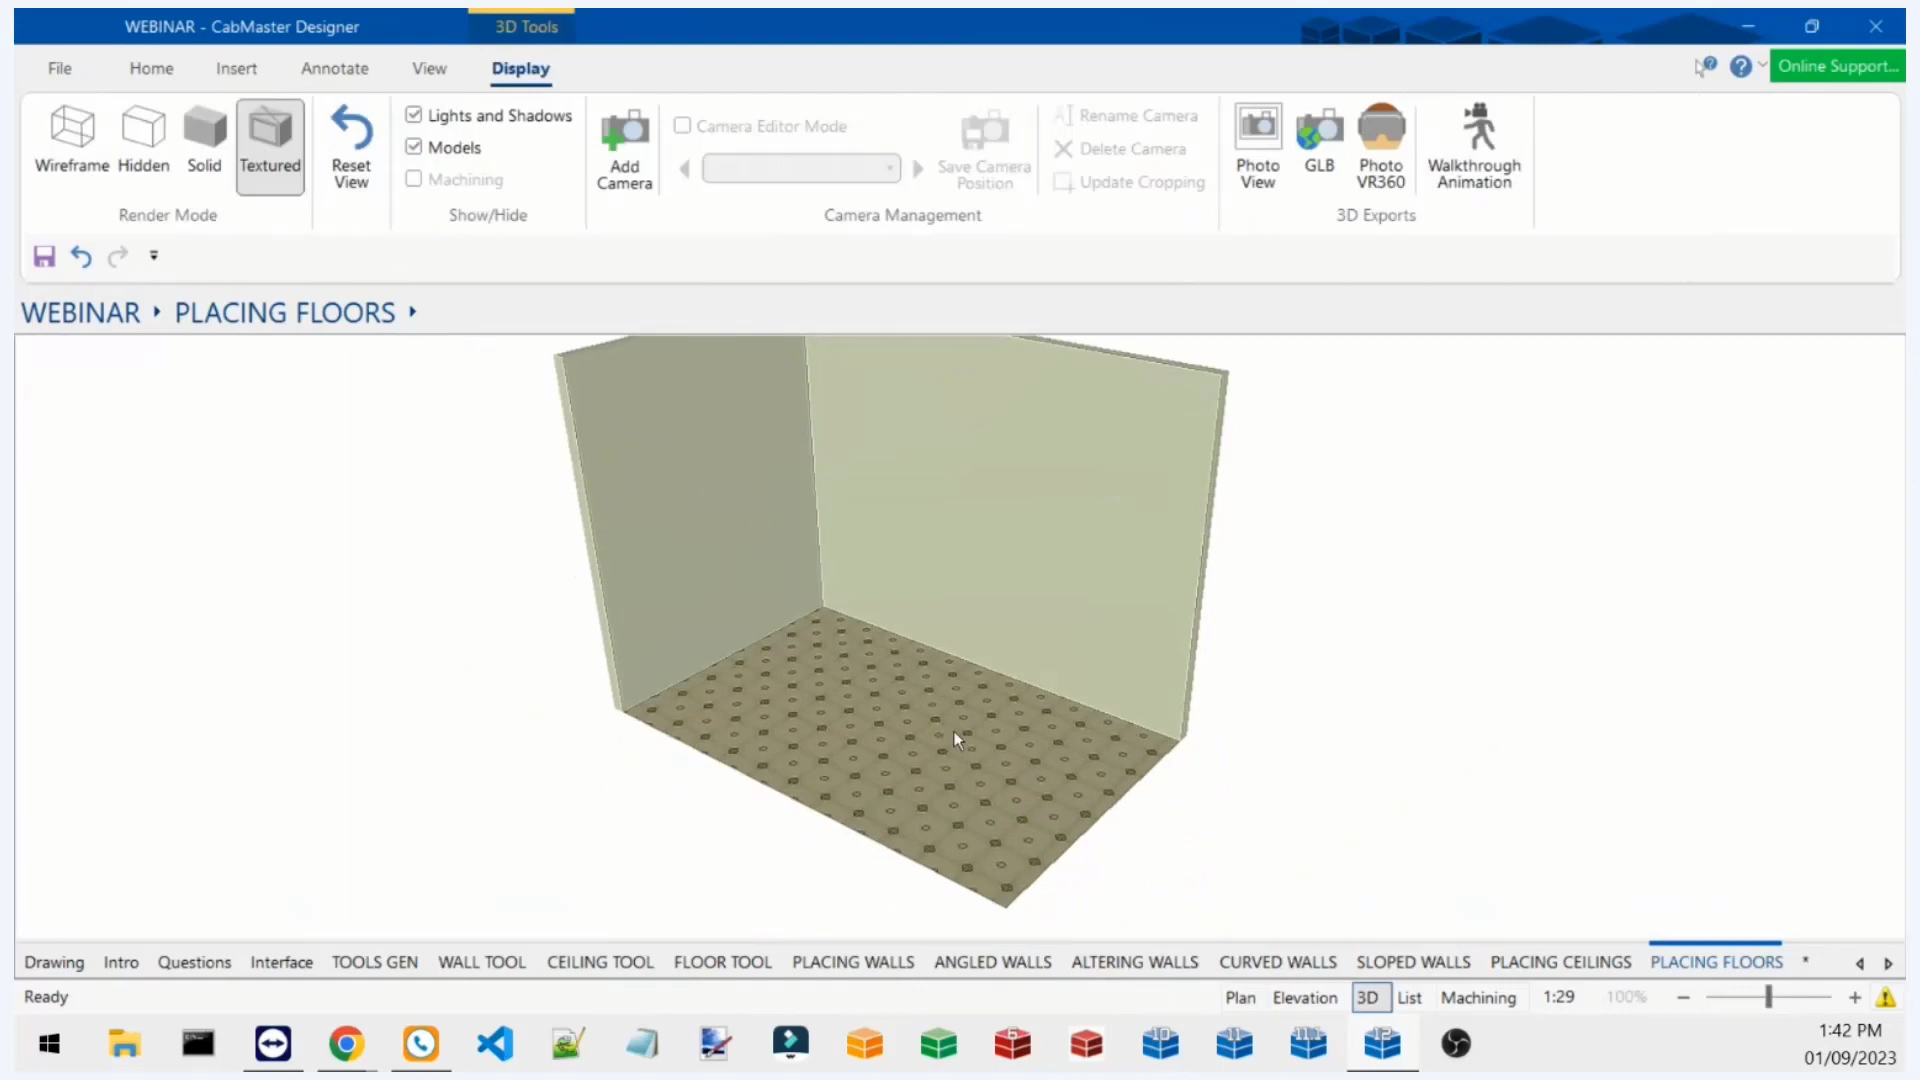 WEBINAR - CabMaster Designer
3D Tools
File
Home
Insert
Annotate
View
Display
Online Support...
Wireframe
Hidden
Solid
Textured
Render Mode
Reset
View
Lights and Shadows
Models
Machining
Show/Hide
Add
Camera
Camera Editor Mode
Save Camera
Position
Rename Camera
Delete Camera
Update Cropping
Camera Management
Photo
View
GLB
Photo
VR360
Walkthrough
Animation
3D Exports
WEBINAR
PLACING FLOORS
Drawing
Intro
Questions
Interface
TOOLS GEN
WALL TOOL
CEILING TOOL
FLOOR TOOL
PLACING WALLS
ANGLED WALLS
ALTERING WALLS
CURVED WALLS
SLOPED WALLS
PLACING CEILINGS
PLACING FLOORS
*
Ready
Plan
Elevation
3D
List
Machining
1:29
100%
1:42 PM
01/09/2023